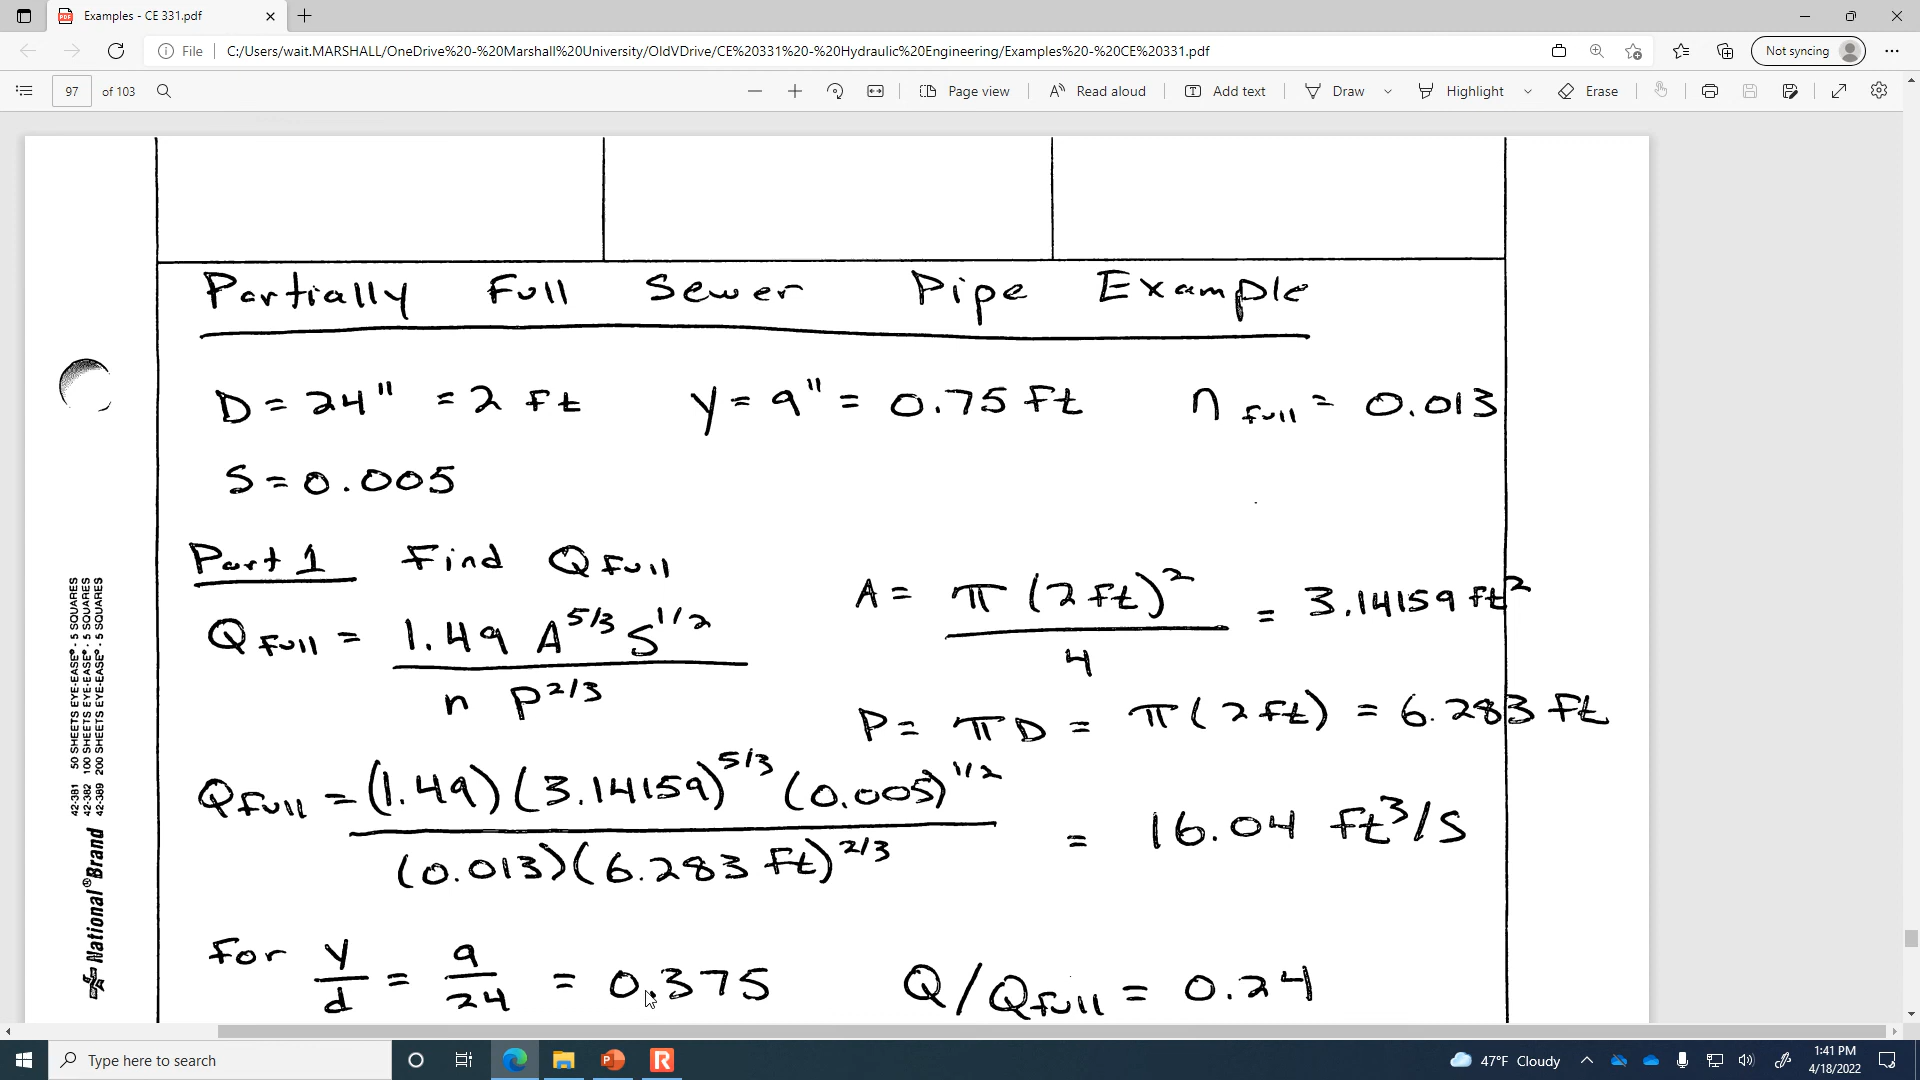 Examples - CE 331.pdf
File C:/Users/wait.MARSHALL/OneDrive%20-%20Marshall%20University/OldVDrive/CE%20331%20-%20Hydraulic%20Engineering/Examples%20-%20CE%20331.pdf Not syncing
97 of 103 Page view Read aloud Add text Draw Highlight Erase
Partially Full Sewer Pipe Example
D = 24" = 2 ft y = 9" = 0.75 ft n full = 0.013
S = 0.005
Part 1 Find Q full
Q full = 1.49 A^5/3 S^1/2 / n P^2/3
A = π (2 ft)^2 / 4 = 3.14159 ft^2
P = π D = π (2 ft) = 6.283 ft
Q full = (1.49) (3.14159)^5/3 (0.005)^1/2 / (0.013) (6.283 ft)^2/3 = 16.04 ft^3/s
For y/d = 9/24 = 0.375 Q/Q full = 0.24
42-381 50 SHEETS EYE-EASE® - 5 SQUARES
42-382 100 SHEETS EYE-EASE® - 5 SQUARES
42-389 200 SHEETS EYE-EASE® - 5 SQUARES
National® Brand
Type here to search
47°F Cloudy
1:41 PM
4/18/2022